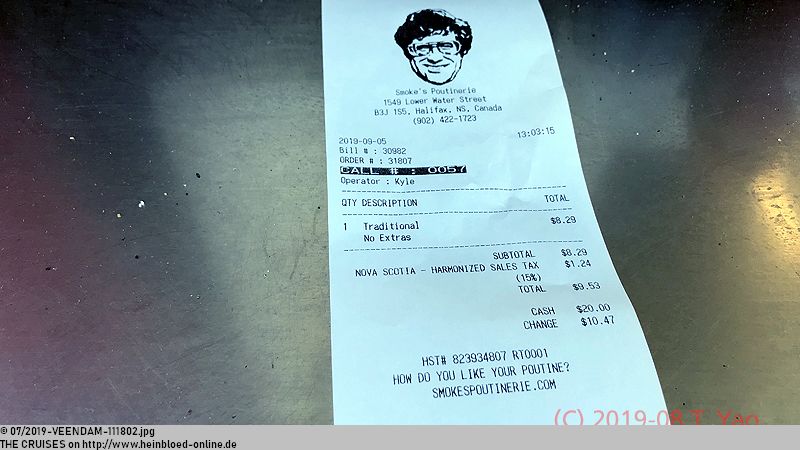 Smoke's Poutinerie
1549 Lower Water Street
B3J 1S5, Halifax, NS, Canada
(902) 422-1723
2019-09-05 13:03:15
Bill # : 30982
ORDER # : 31807
CALL # : 0057
Operator : Kyle
QTY DESCRIPTION TOTAL
1 Traditional $8.29
No Extras
SUBTOTAL $8.29
NOVA SCOTIA - HARMONIZED SALES TAX $1.24
(15%)
TOTAL $9.53
CASH $20.00
CHANGE $10.47
HST# 823934807 RT0001
HOW DO YOU LIKE YOUR POUTINE?
SMOKESPOUTINERIE.COM
(C) 2019-08 T. Yao
© 07/2019-VEENDAM-111802.jpg
THE CRUISES on http://www.heinbloed-online.de